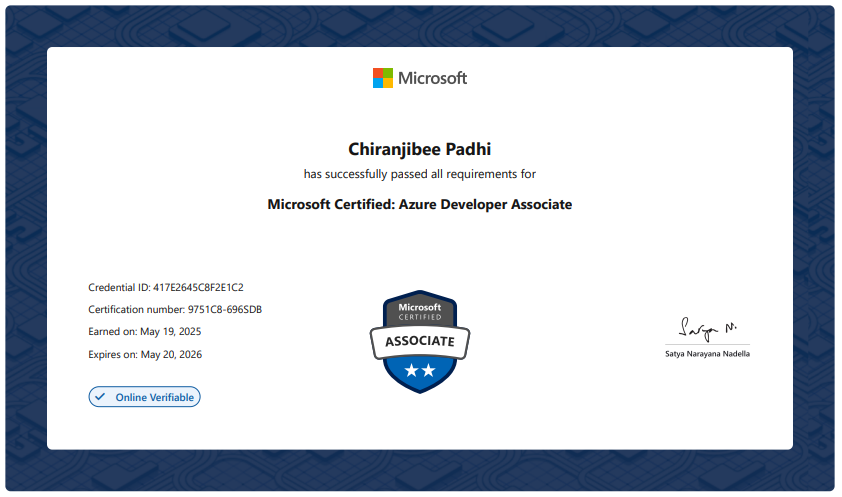 Microsoft
Chiranjibee Padhi
has successfully passed all requirements for
Microsoft Certified: Azure Developer Associate
Credential ID: 417E2645C8F2E1C2
Certification number: 9751C8-696SDB
Earned on: May 19, 2025
Expires on: May 20, 2026
Online Verifiable
Microsoft
CERTIFIED
ASSOCIATE
Satya N.
Satya Narayana Nadella